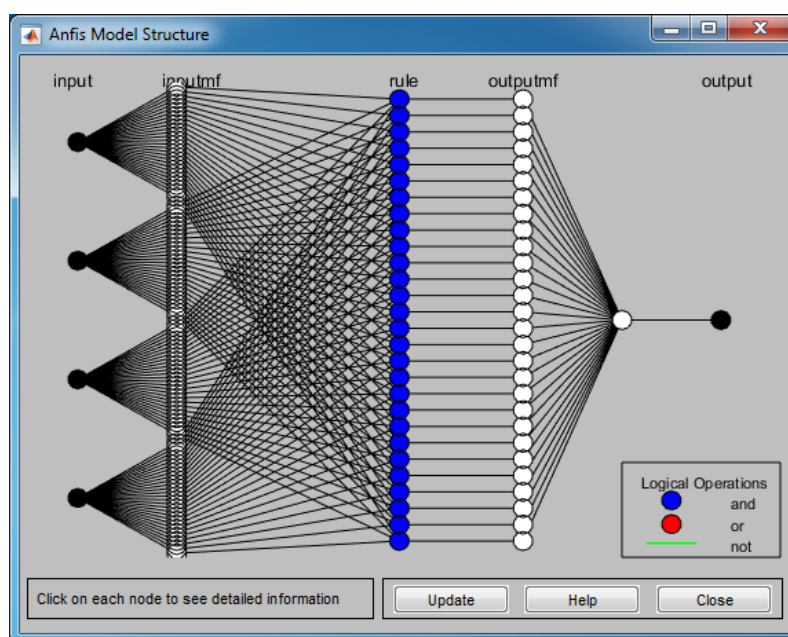 Anfis Model Structure
input inputmf rule outputmf output
Logical Operations
and
or
not
Click on each node to see detailed information
Update Help Close